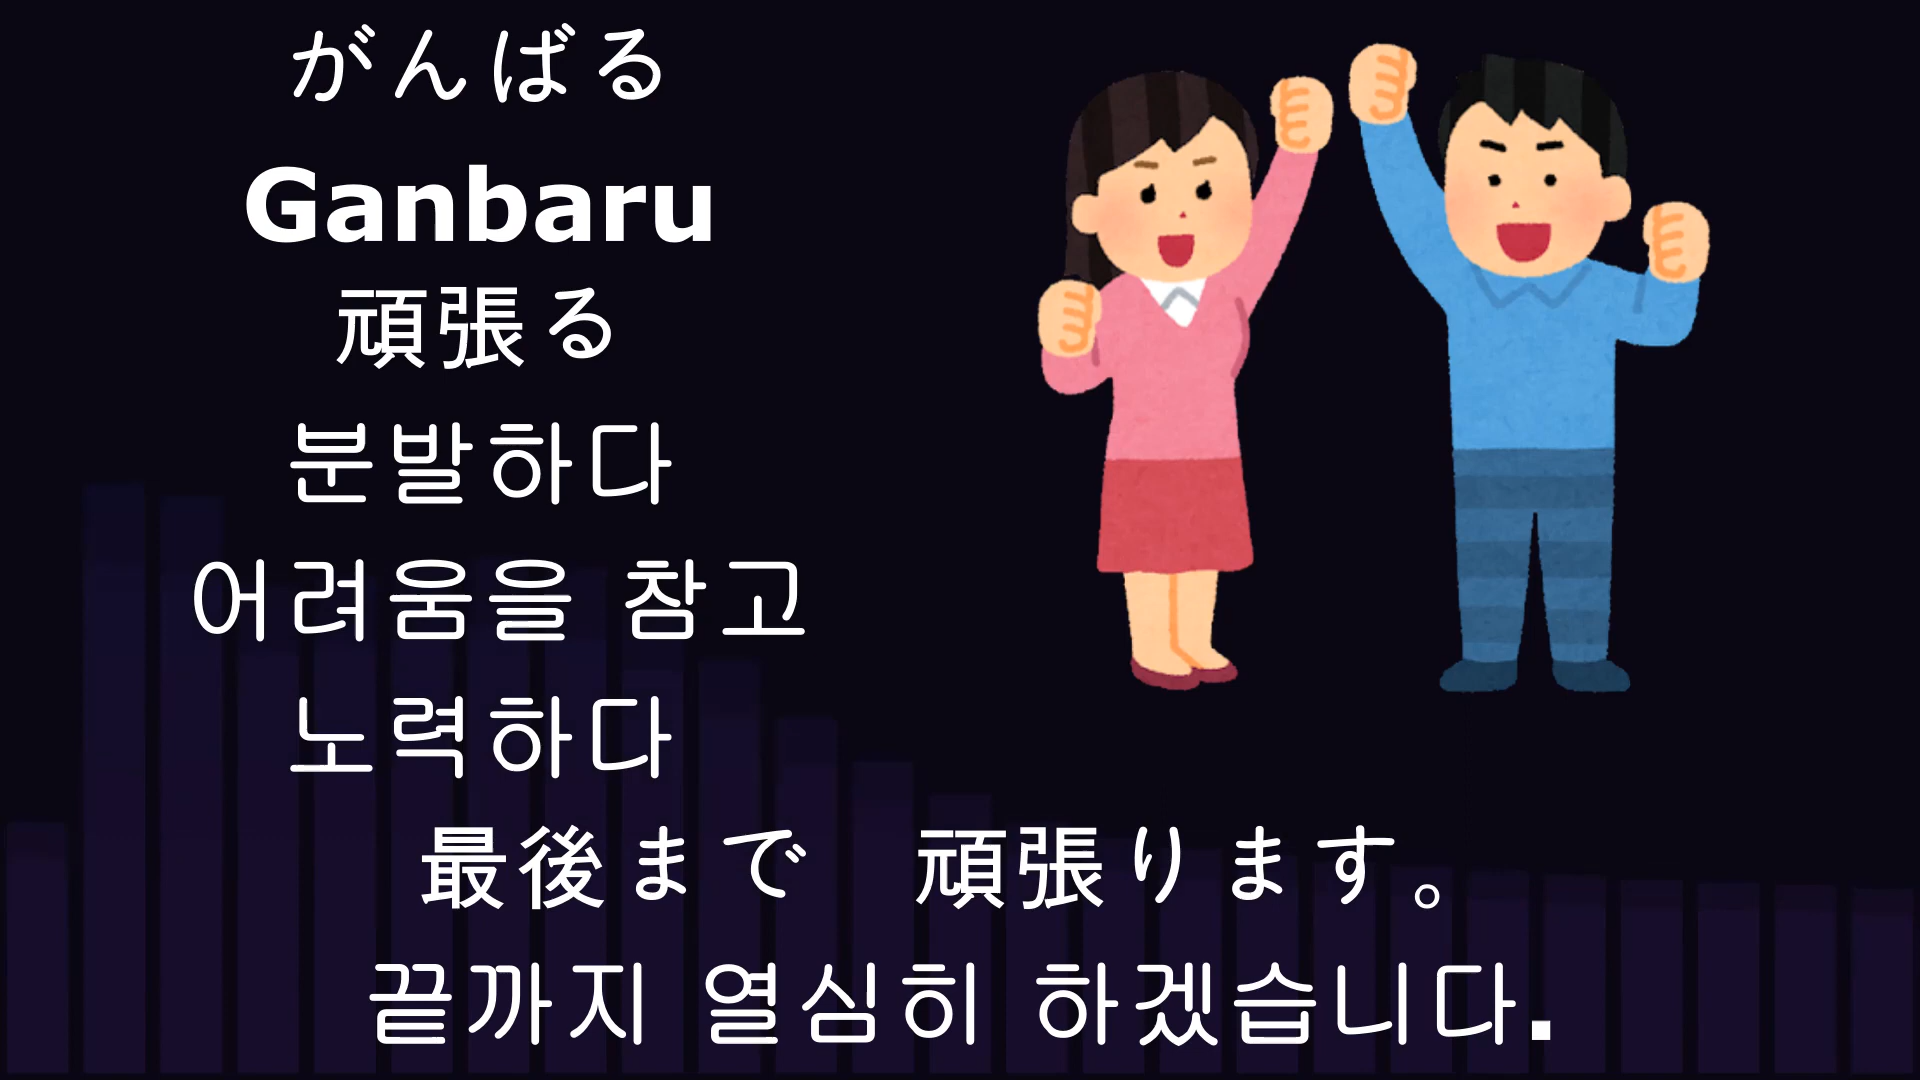 がんばる
Ganbaru
頑張る
분발하다
어려움을 참고
노력하다
最後まで　頑張ります。
끝까지 열심히 하겠습니다.